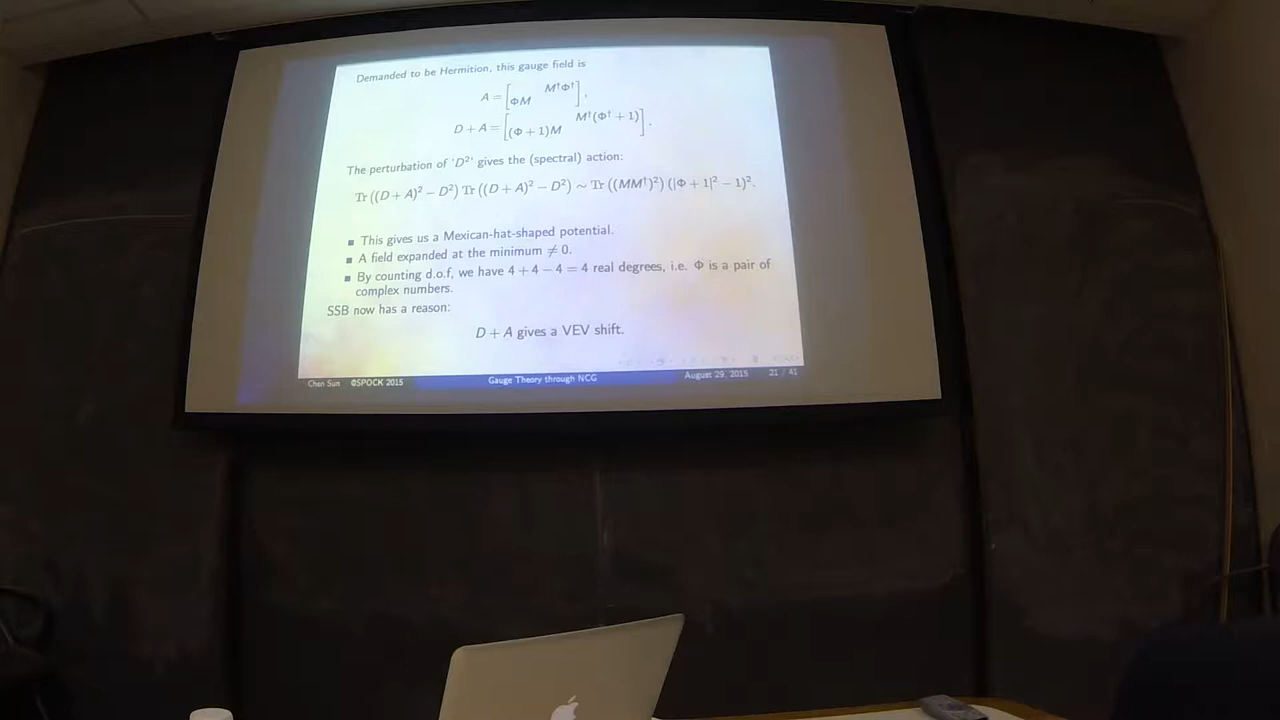 Demanded to be Hermition, this gauge field is
A = [ M†Φ†
ΦM ] ,
D + A = [ M†(Φ† + 1)
(Φ + 1)M ] .
The perturbation of 'D²' gives the (spectral) action:
Tr ((D + A)² − D²) Tr ((D + A)² − D²) ∼ Tr ((MM†)²) (|Φ + 1|² − 1)².
■ This gives us a Mexican-hat-shaped potential.
■ A field expanded at the minimum ≠ 0.
■ By counting d.o.f, we have 4 + 4 − 4 = 4 real degrees, i.e. Φ is a pair of
complex numbers.
SSB now has a reason:
D + A gives a VEV shift.
Chen Sun @SPOCK 2015 Gauge Theory through NCG August 29, 2015 21 / 41